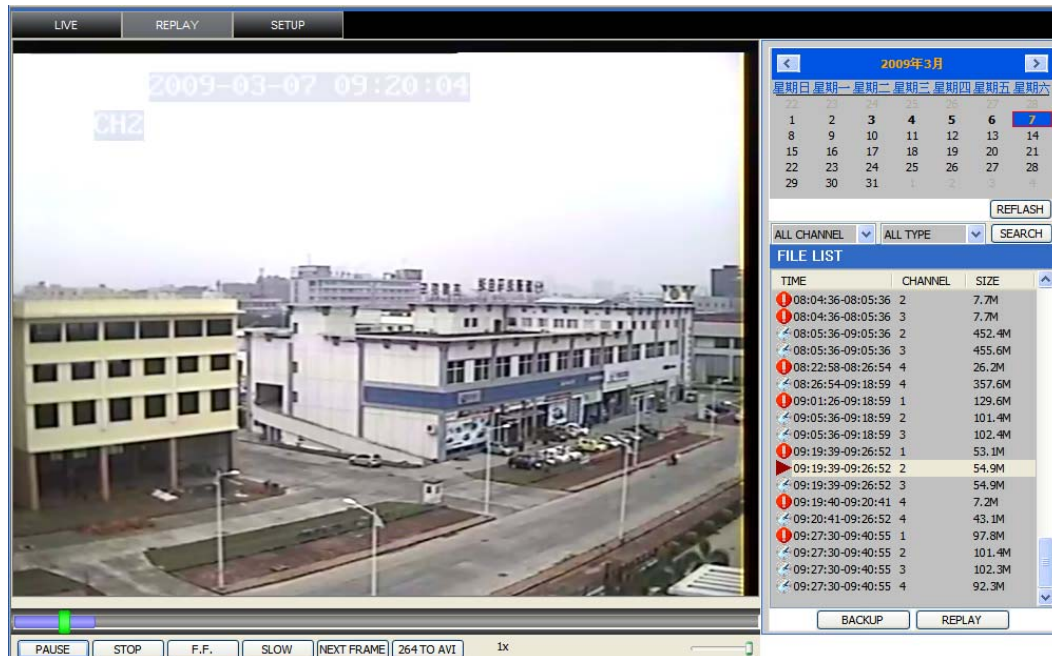 LIVE REPLAY SETUP
2009-03-07 09:20:04
CH2
2009年3月
星期日 星期一 星期二 星期三 星期四 星期五 星期六
22 23 24 25 26 27 28
1 2 3 4 5 6 7
8 9 10 11 12 13 14
15 16 17 18 19 20 21
22 23 24 25 26 27 28
29 30 31 1 2 3 4
REFLASH
ALL CHANNEL ALL TYPE SEARCH
FILE LIST
TIME CHANNEL SIZE
08:04:36-08:05:36 2 7.7M
08:04:36-08:05:36 3 7.7M
08:05:36-09:05:36 2 452.4M
08:05:36-09:05:36 3 455.6M
08:22:58-08:26:54 4 26.2M
08:26:54-09:18:59 4 357.6M
09:01:26-09:18:59 1 129.6M
09:05:36-09:18:59 2 101.4M
09:05:36-09:18:59 3 102.4M
09:19:39-09:26:52 1 53.1M
09:19:39-09:26:52 2 54.9M
09:19:39-09:26:52 3 54.9M
09:19:40-09:20:41 4 7.2M
09:20:41-09:26:52 4 43.1M
09:27:30-09:40:55 1 97.8M
09:27:30-09:40:55 2 101.4M
09:27:30-09:40:55 3 102.3M
09:27:30-09:40:55 4 92.3M
BACKUP REPLAY
PAUSE STOP F.F. SLOW NEXT FRAME 264 TO AVI 1x